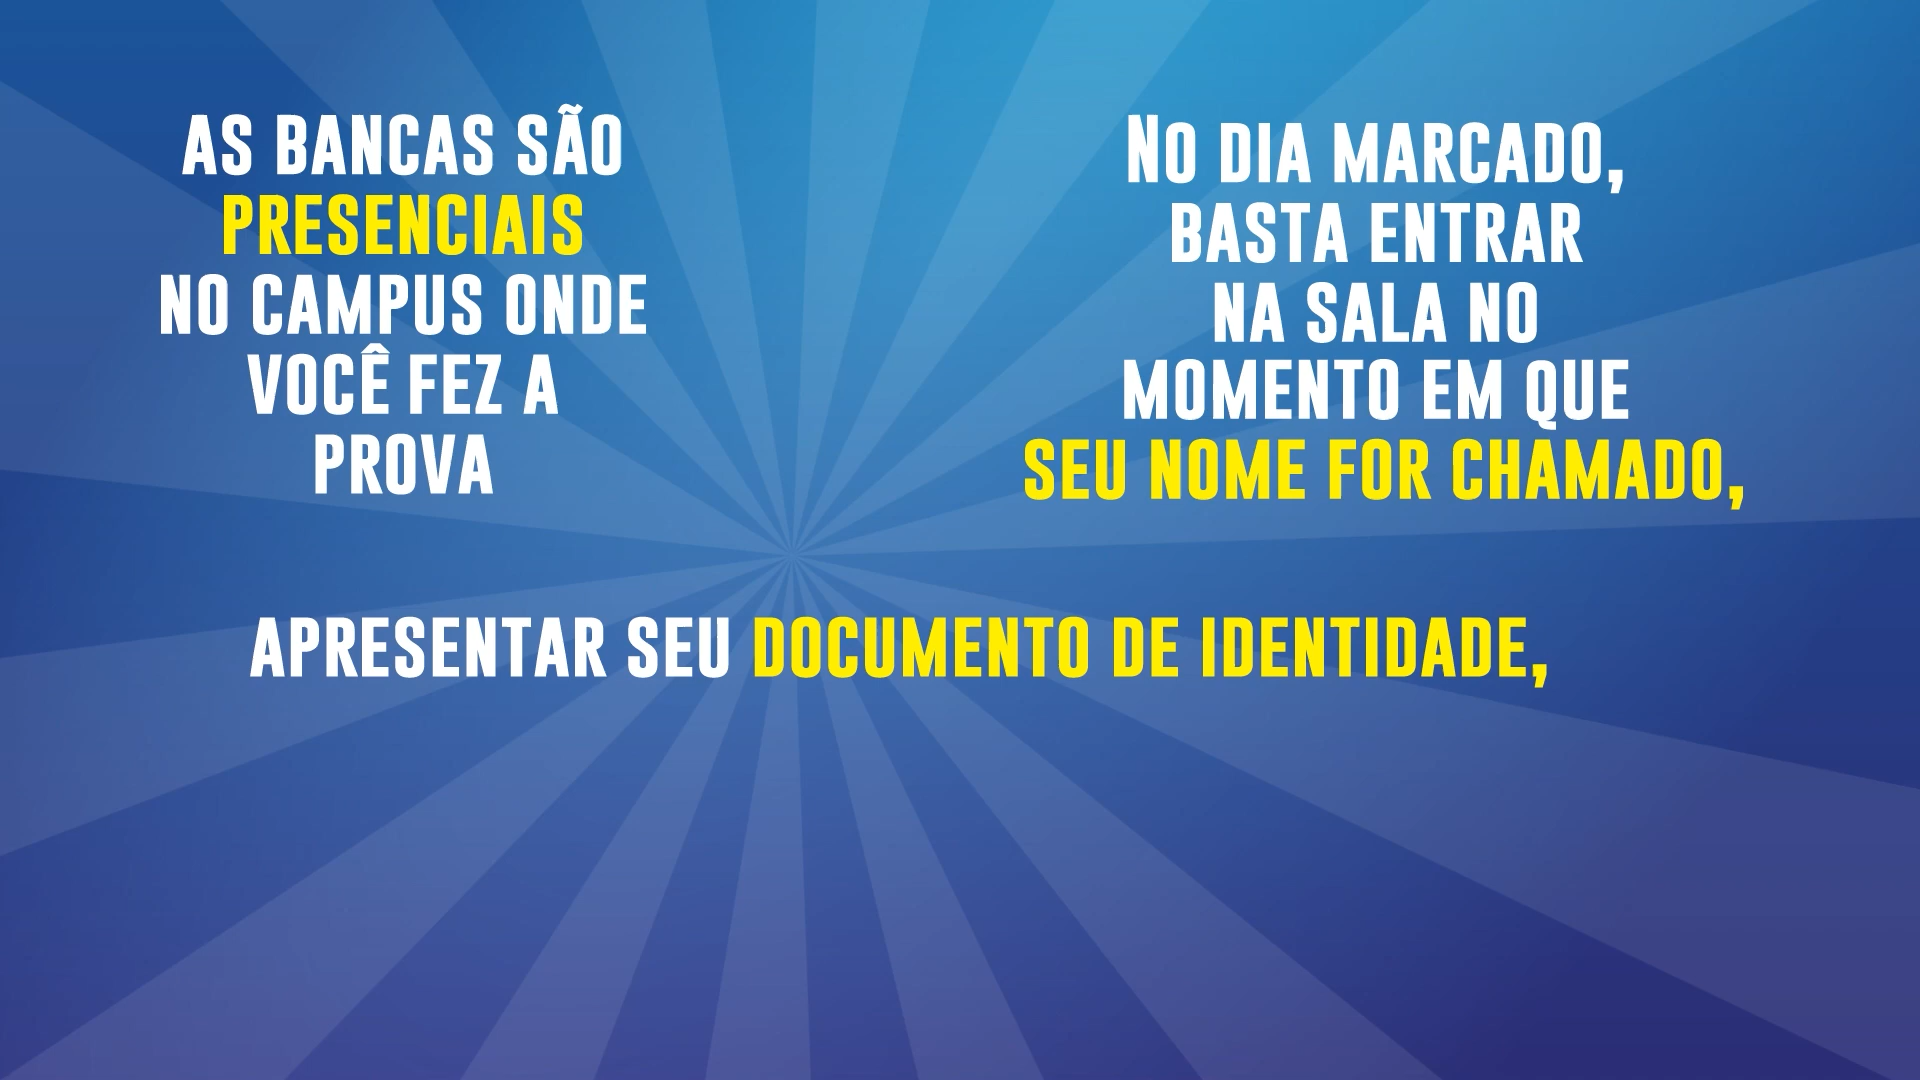 AS BANCAS SÃO
PRESENCIAIS
NO CAMPUS ONDE
VOCÊ FEZ A
PROVA
NO DIA MARCADO,
BASTA ENTRAR
NA SALA NO
MOMENTO EM QUE
SEU NOME FOR CHAMADO,
APRESENTAR SEU DOCUMENTO DE IDENTIDADE,